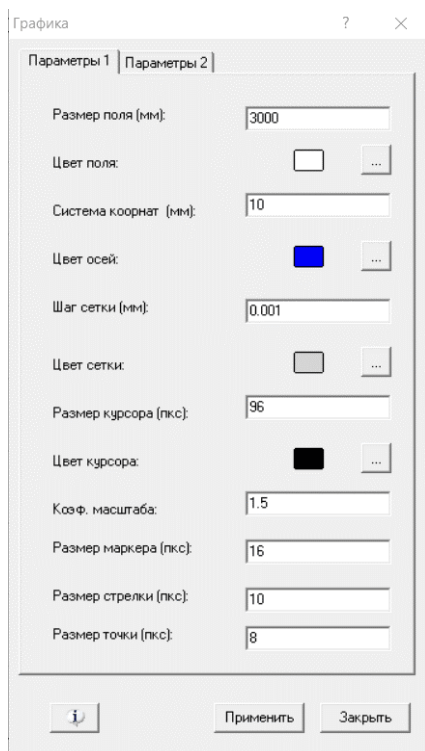 Графика ?
Параметры 1 Параметры 2
Размер поля (мм): 3000
Цвет поля: ...
Система коорнат (мм): 10
Цвет осей: ...
Шаг сетки (мм): 0.001
Цвет сетки: ...
Размер курсора (пкс): 96
Цвет курсора: ...
Коэф. масштаба: 1.5
Размер маркера (пкс): 16
Размер стрелки (пкс): 10
Размер точки (пкс): 8
Применить Закрыть